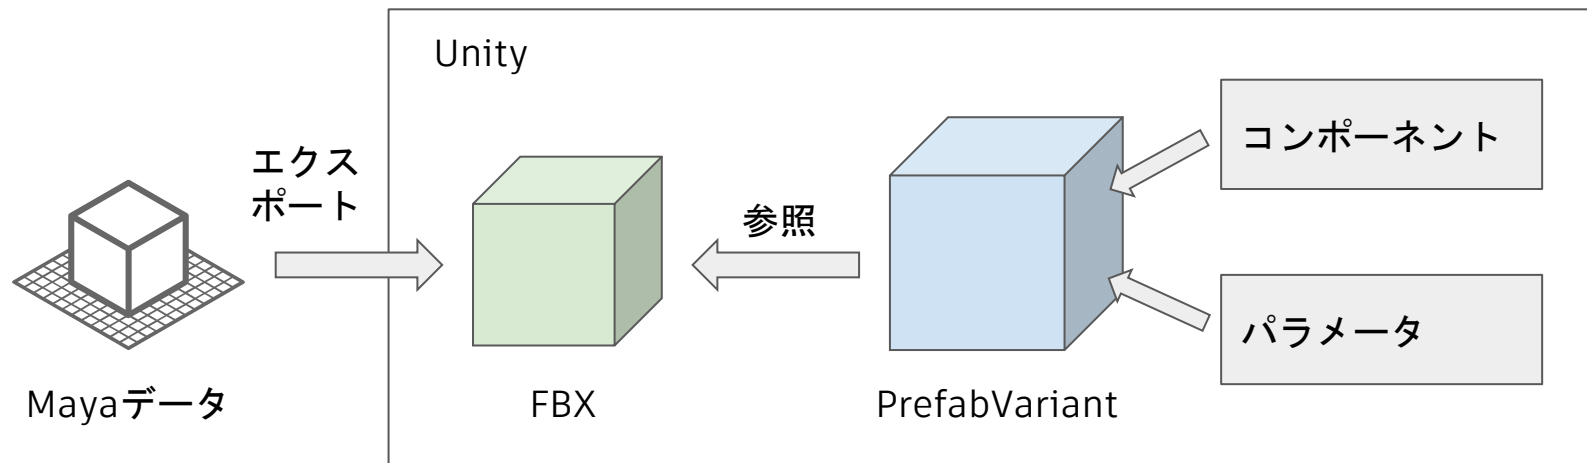 Unity
コンポーネント
エクス
ポート
参照
パラメータ
Mayaデータ
FBX
PrefabVariant